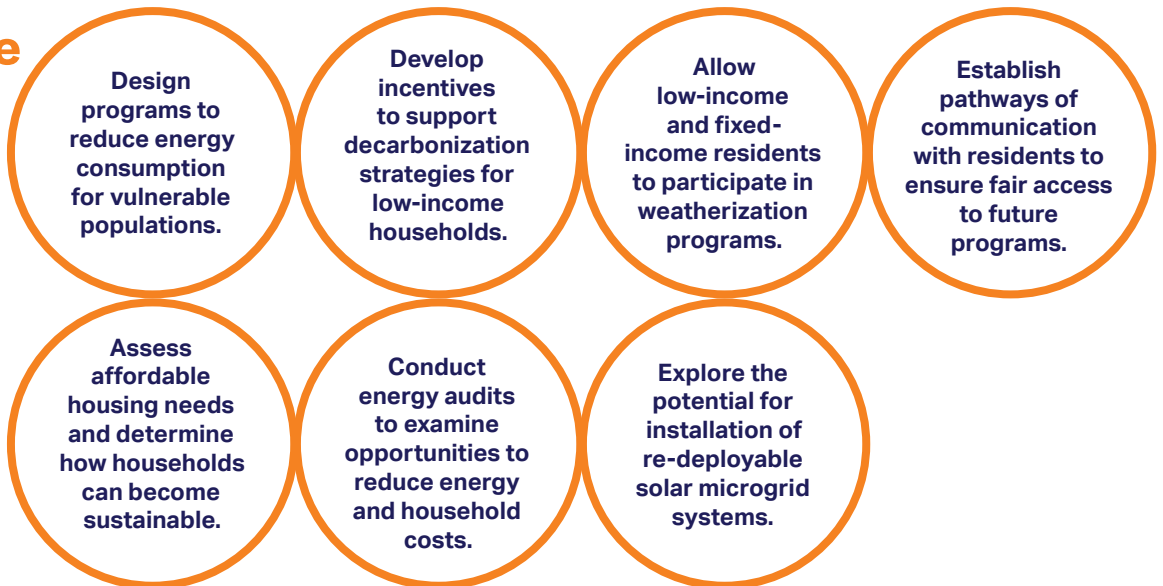 Design
programs to
reduce energy
consumption
for vulnerable
populations.
Develop
incentives
to support
decarbonization
strategies for
low-income
households.
Allow
low-income
and fixed-
income residents
to participate in
weatherization
programs.
Establish
pathways of
communication
with residents to
ensure fair access
to future
programs.
Assess
affordable
housing needs
and determine
how households
can become
sustainable.
Conduct
energy audits
to examine
opportunities to
reduce energy
and household
costs.
Explore the
potential for
installation of
re-deployable
solar microgrid
systems.